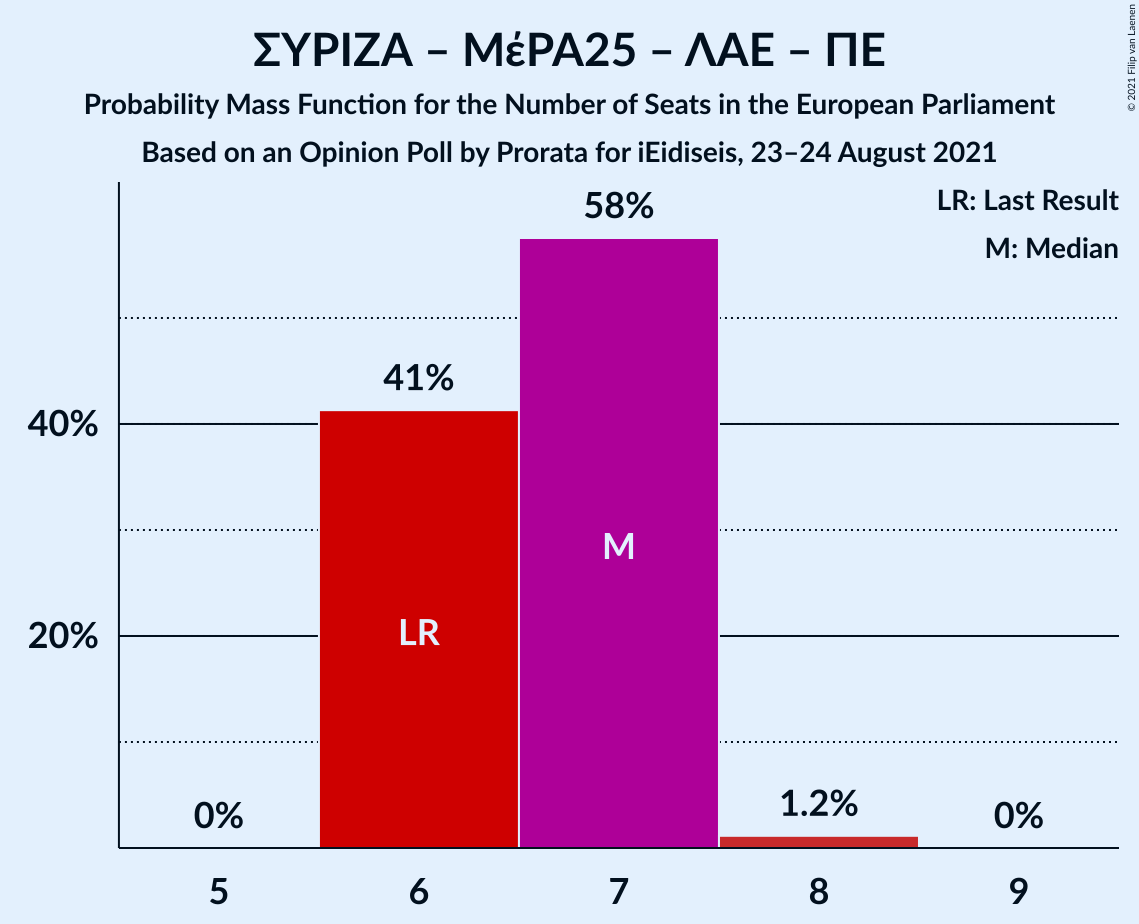 ΣΥΡΙΖΑ – ΜέΡΑ25 – ΛΑΕ – ΠΕ
Probability Mass Function for the Number of Seats in the European Parliament
Based on an Opinion Poll by Prorata for iEidiseis, 23–24 August 2021
© 2021 Filip van Laenen
LR: Last Result
M: Median
58%
41%
40%
M
LR
20%
1.2%
0%
0%
5
6
7
8
9